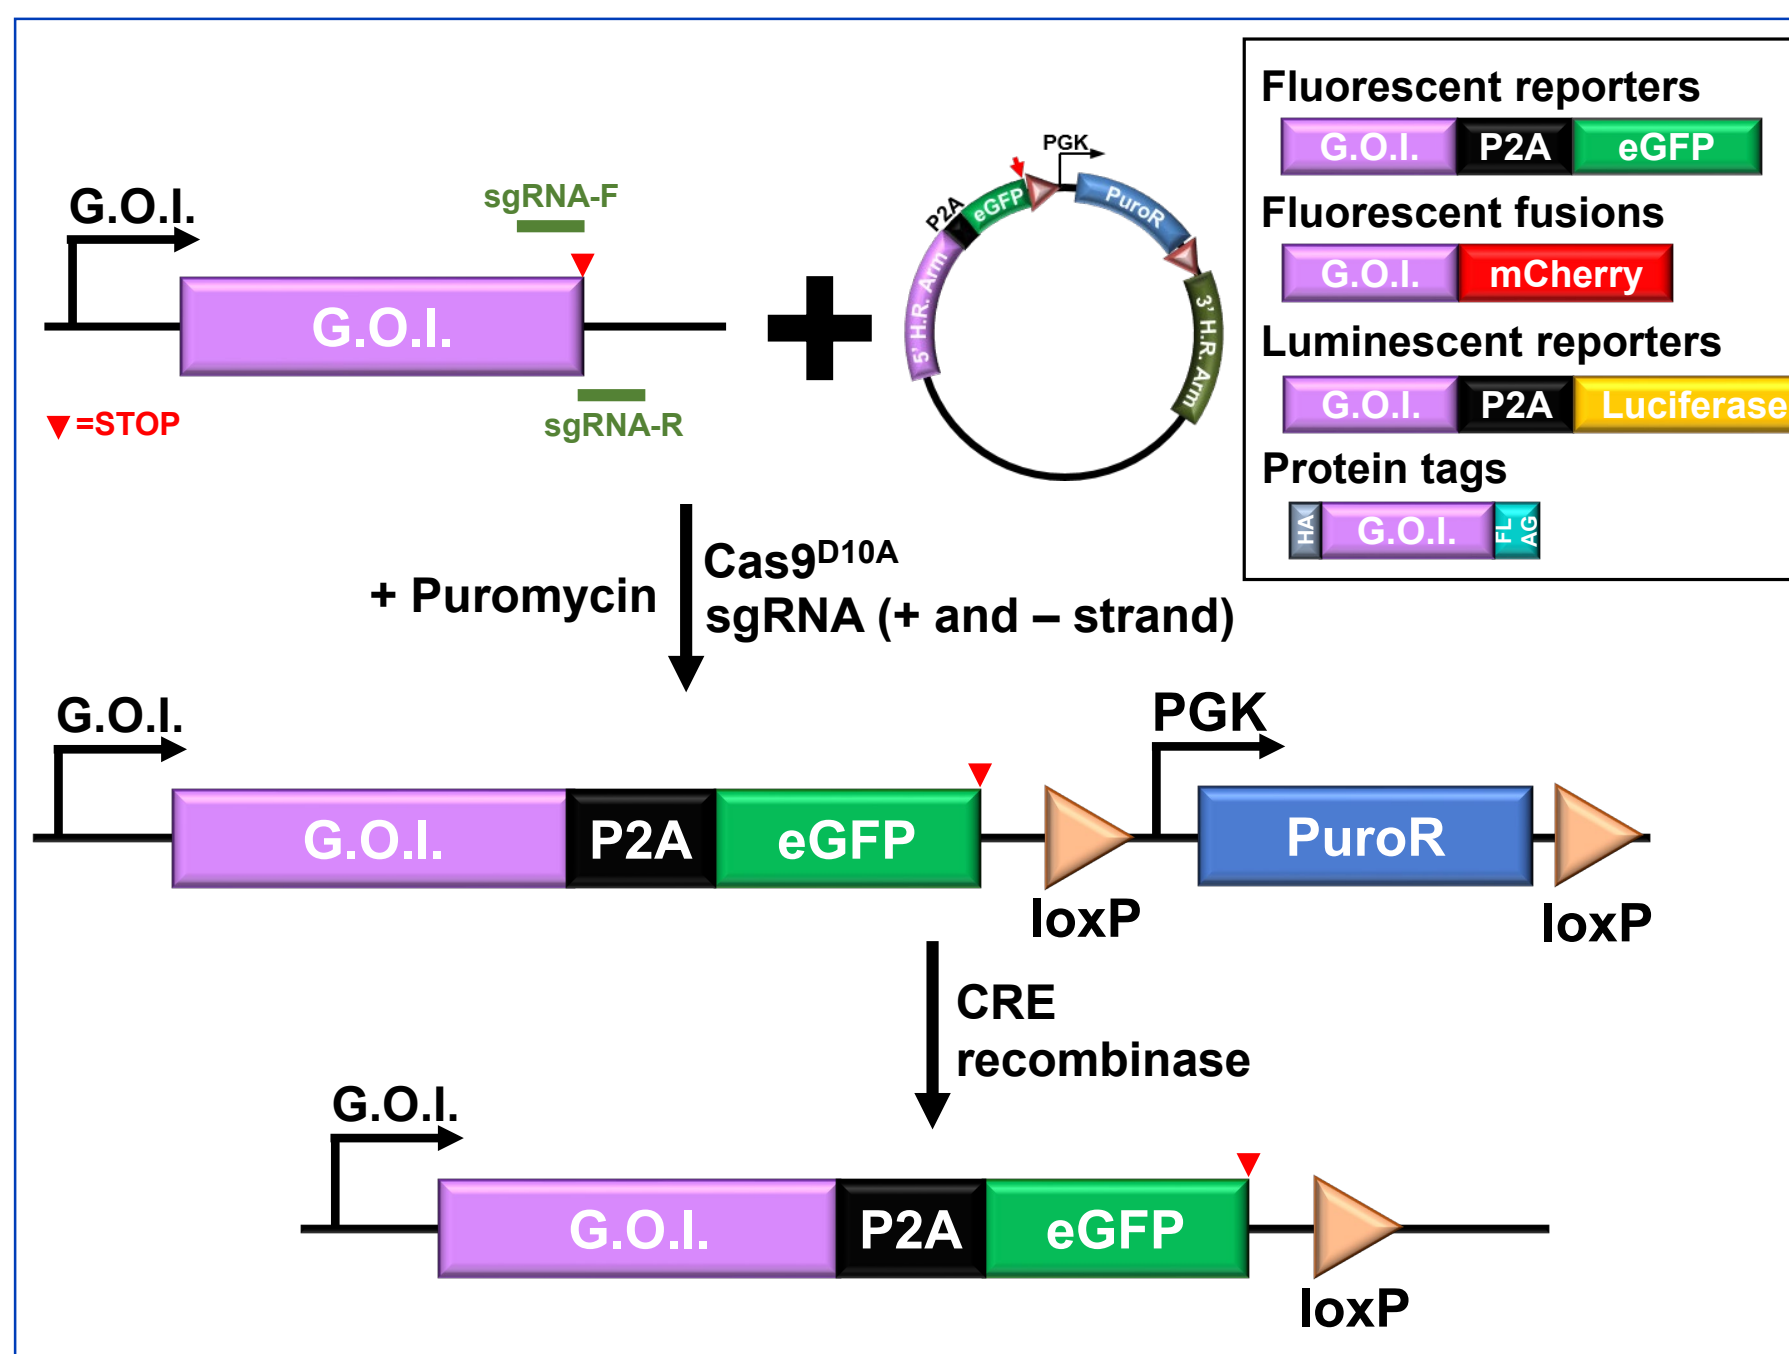 G.O.I.
sgRNA-F
G.O.I.
▼=STOP
sgRNA-R
PGK
P2A
eGFP
PuroR
5' H.R. Arm
3' H.R. Arm
Fluorescent reporters
G.O.I. P2A eGFP
Fluorescent fusions
G.O.I. mCherry
Luminescent reporters
G.O.I. P2A Luciferase
Protein tags
HA G.O.I. FL
AG
+ Puromycin
Cas9D10A
sgRNA (+ and – strand)
G.O.I.
PGK
G.O.I. P2A eGFP PuroR
loxP
loxP
CRE
recombinase
G.O.I.
G.O.I. P2A eGFP
loxP